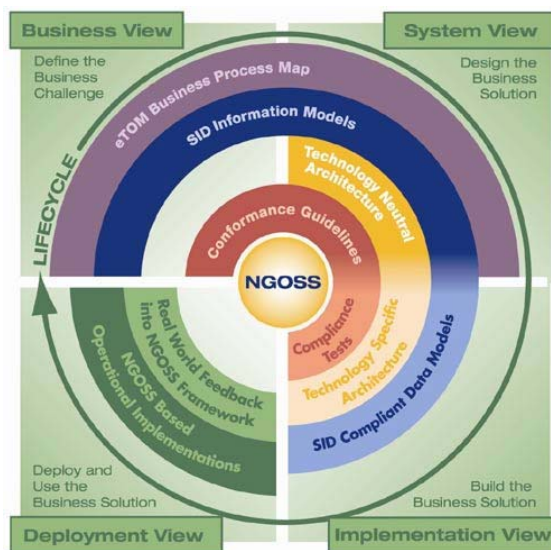 Business View
System View
Define the
Business
Challenge
Design the
Business
Solution
eTOM Business Process Map
SID Information Models
Technology Neutral
Architecture
Conformance Guidelines
LIFECYCLE
NGOSS
Compliance
Tests
Technology Specific
Architecture
SID Compliant Data Models
Real World Feedback
into NGOSS Framework
NGOSS Based
Operational Implementations
Deploy and
Use the
Business Solution
Build the
Business Solution
Deployment View
Implementation View